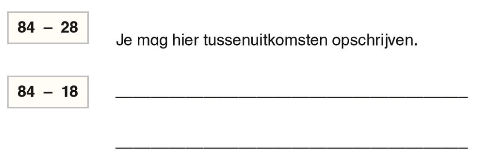 84 – 28
Je mag hier tussenuitkomsten opschrijven.
84 – 18